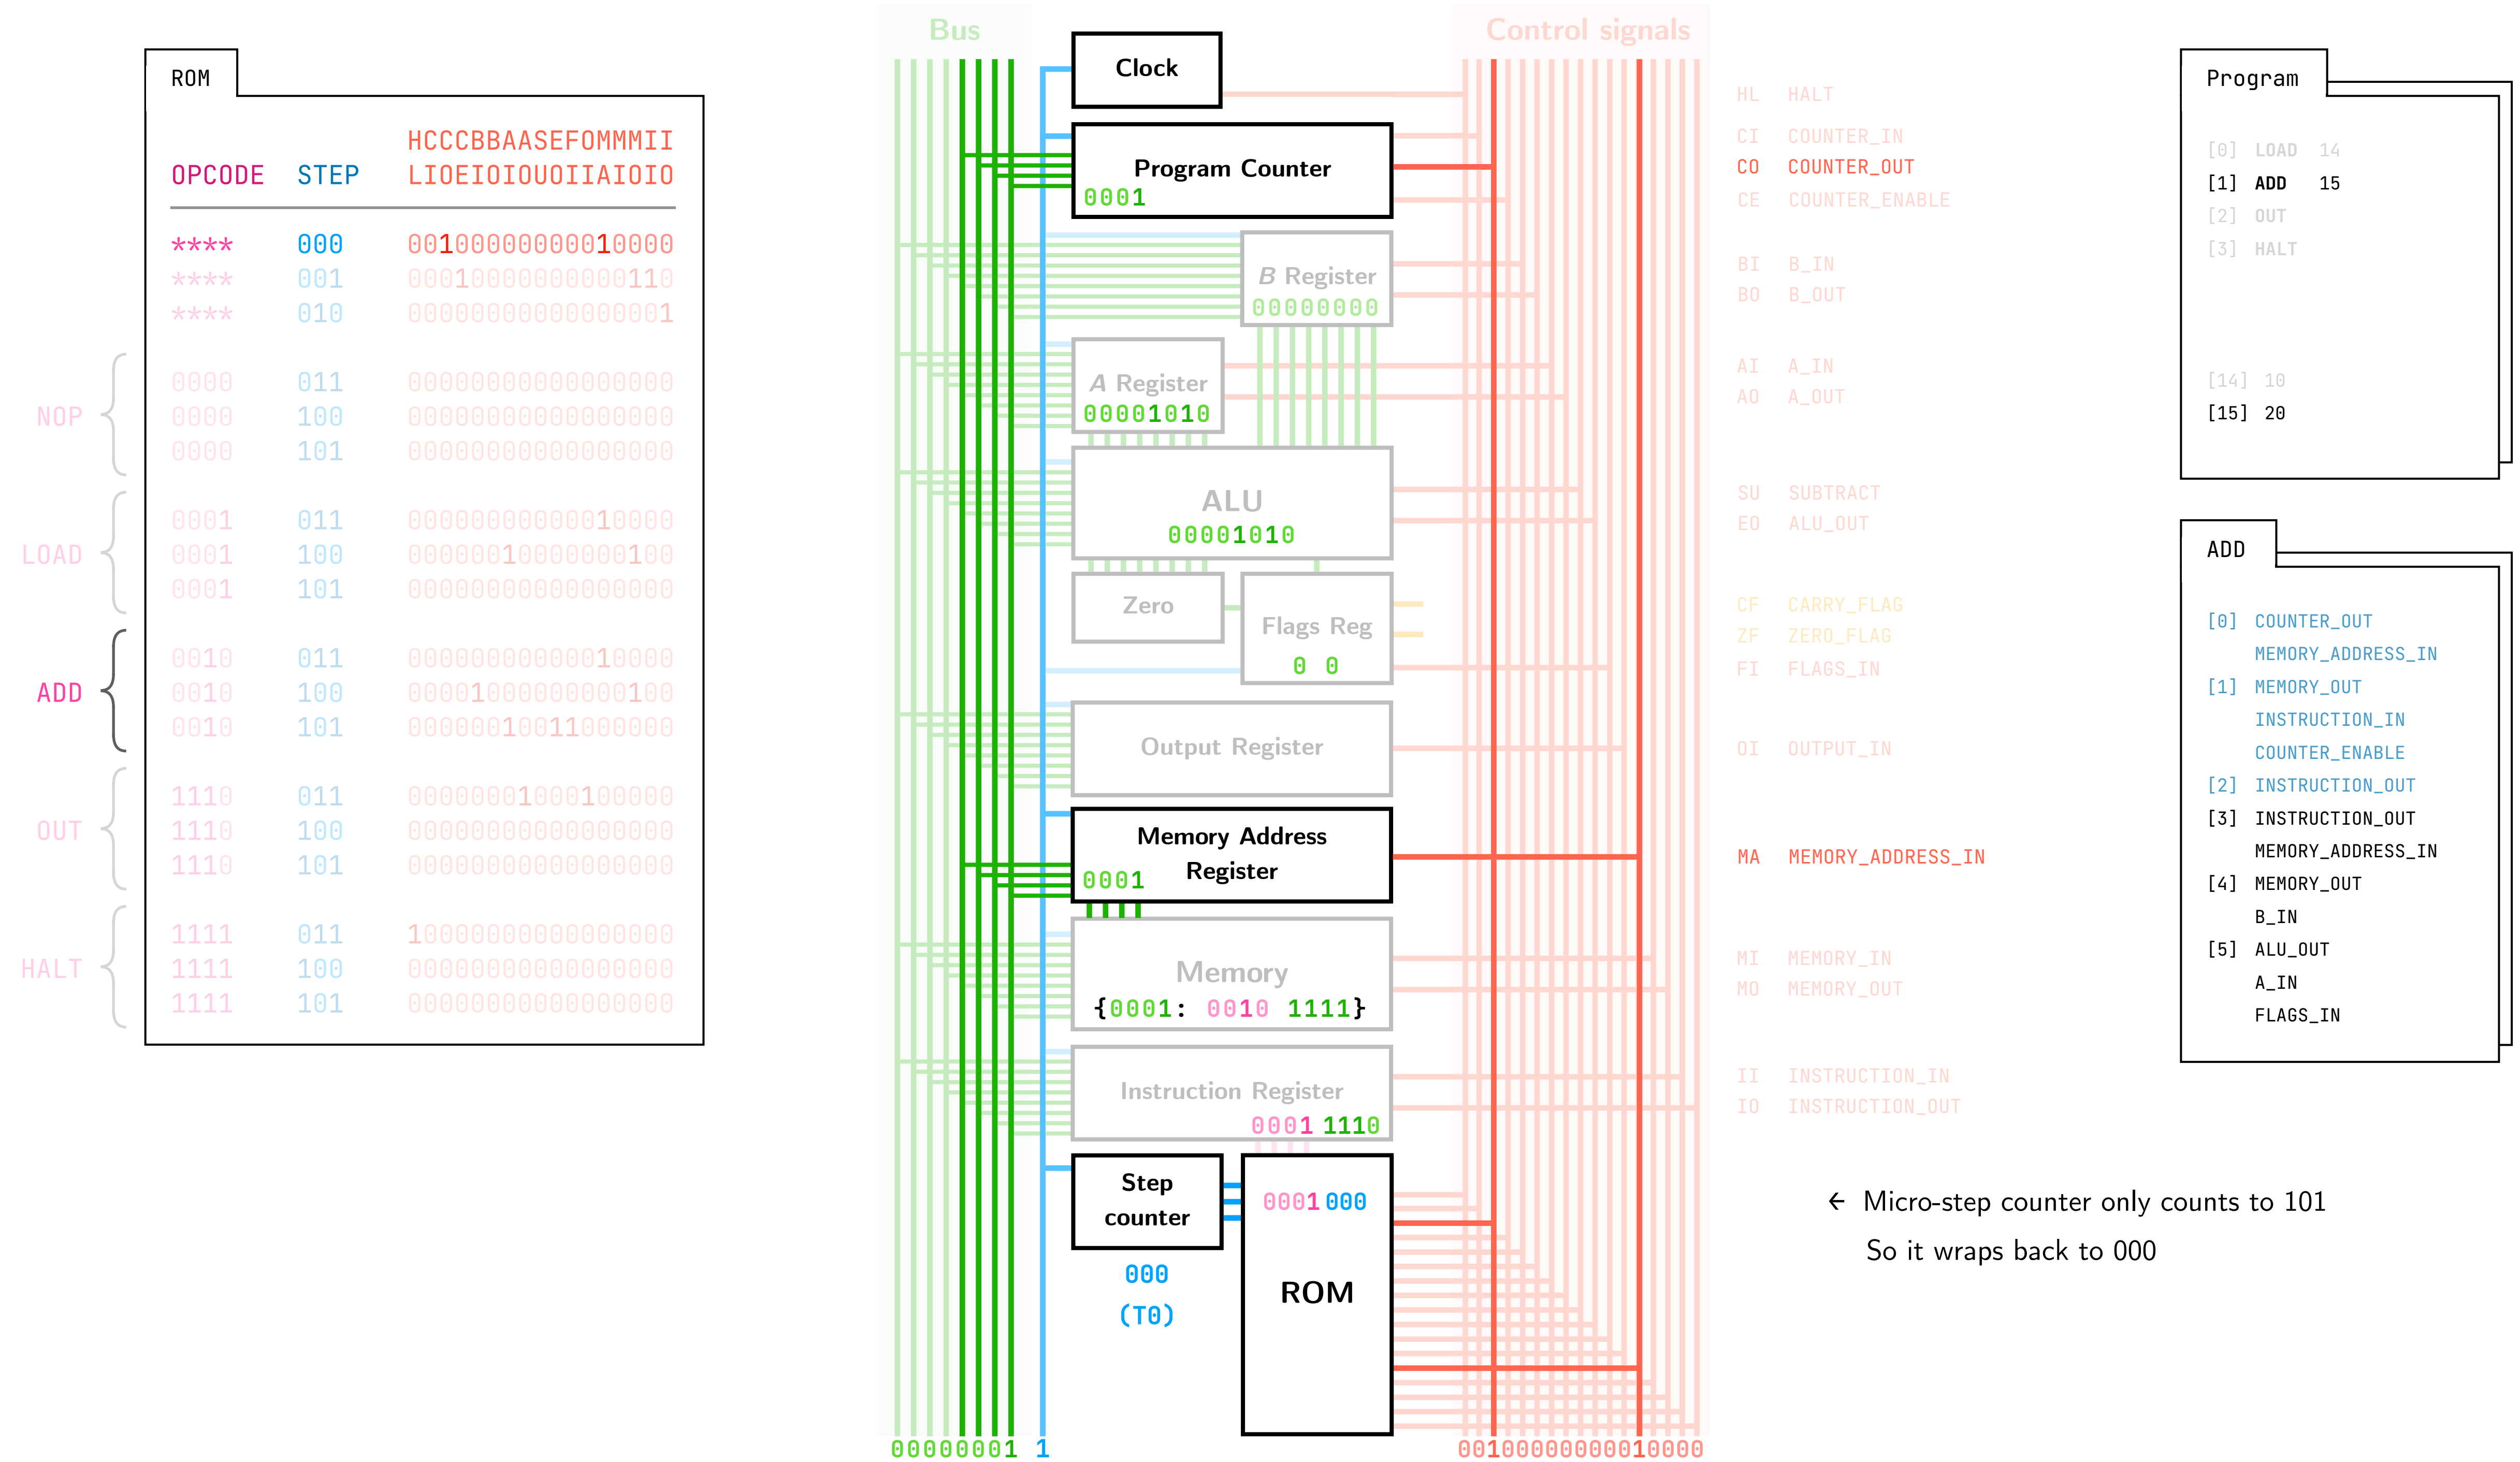 ROM
HCCCBBAASEFOMMMII
OPCODE STEP LIOEIOIOUOIIAIOIO
**** 000 00100000000010000
**** 001 00010000000000110
**** 010 00000000000000001
0000 011 00000000000000000
NOP 0000 100 00000000000000000
0000 101 00000000000000000
0001 011 00000000000010000
LOAD 0001 100 00000010000000100
0001 101 00000000000000000
0010 011 00000000000010000
ADD 0010 100 00001000000000100
0010 101 00000010011000000
1110 011 00000001000100000
OUT 1110 100 00000000000000000
1110 101 00000000000000000
1111 011 10000000000000000
HALT 1111 100 00000000000000000
1111 101 00000000000000000
Bus
Control signals
Clock
Program Counter
0001
B Register
00000000
A Register
00001010
ALU
00001010
Zero
Flags Reg
0 0
Output Register
Memory Address
Register
0001
Memory
{0001: 0010 1111}
Instruction Register
0001 1110
Step
counter
000
(T0)
0001 000
ROM
00000001 1
00100000000010000
HL HALT
CI COUNTER_IN
CO COUNTER_OUT
CE COUNTER_ENABLE
BI B_IN
BO B_OUT
AI A_IN
AO A_OUT
SU SUBTRACT
EO ALU_OUT
CF CARRY_FLAG
ZF ZERO_FLAG
FI FLAGS_IN
OI OUTPUT_IN
MA MEMORY_ADDRESS_IN
MI MEMORY_IN
MO MEMORY_OUT
II INSTRUCTION_IN
IO INSTRUCTION_OUT
← Micro-step counter only counts to 101
So it wraps back to 000
Program
[0] LOAD 14
[1] ADD 15
[2] OUT
[3] HALT
[14] 10
[15] 20
ADD
[0] COUNTER_OUT
MEMORY_ADDRESS_IN
[1] MEMORY_OUT
INSTRUCTION_IN
COUNTER_ENABLE
[2] INSTRUCTION_OUT
[3] INSTRUCTION_OUT
MEMORY_ADDRESS_IN
[4] MEMORY_OUT
B_IN
[5] ALU_OUT
A_IN
FLAGS_IN